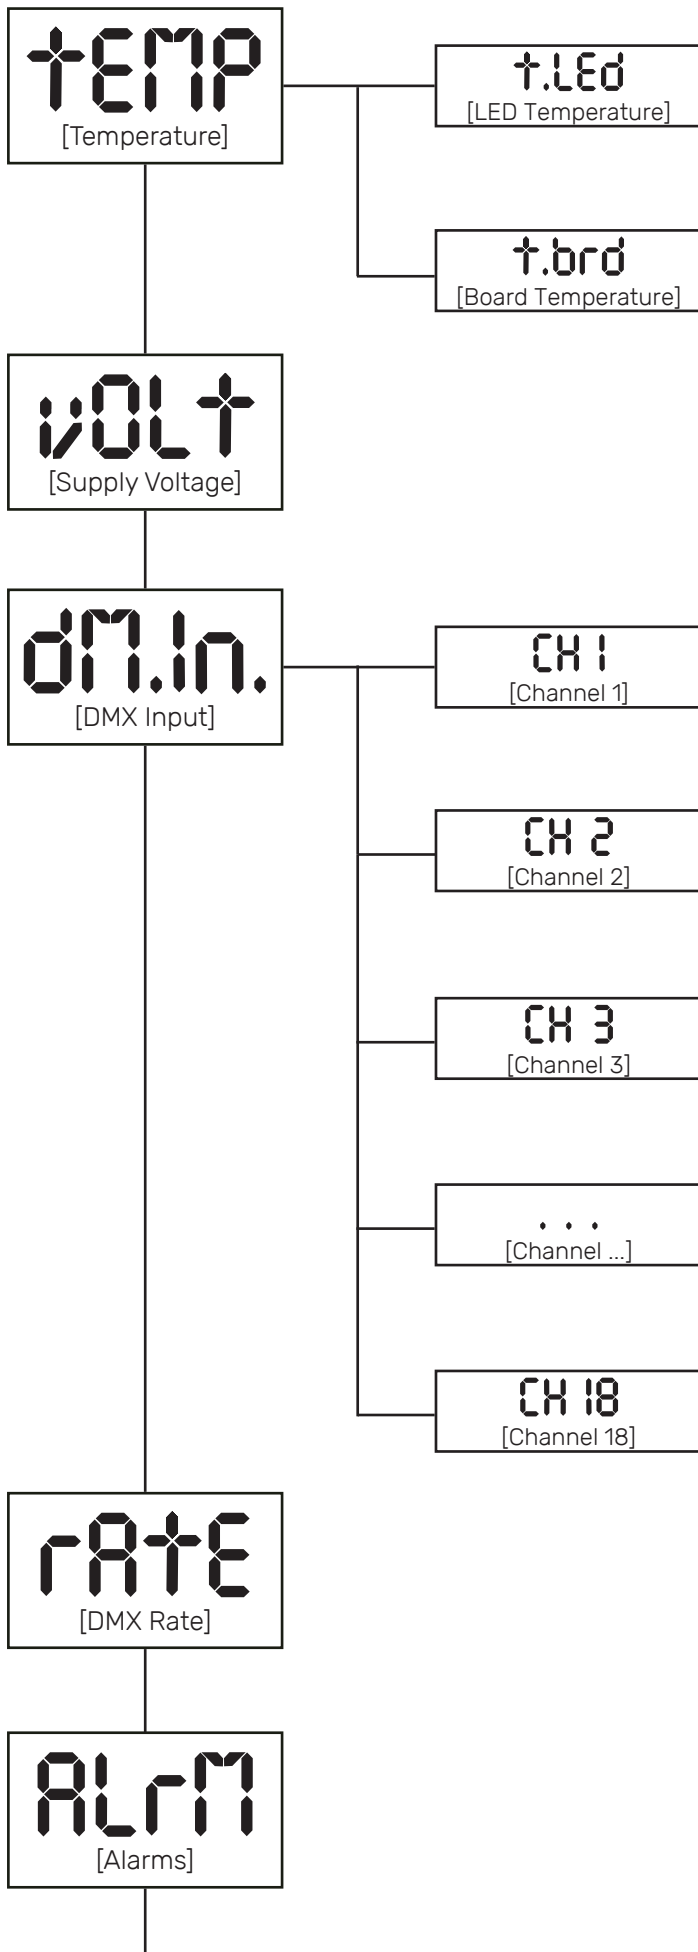 tEMP
[Temperature]
t.LEd
[LED Temperature]
t.brd
[Board Temperature]
vOLt
[Supply Voltage]
dM.In.
[DMX Input]
CH 1
[Channel 1]
CH 2
[Channel 2]
CH 3
[Channel 3]
. . .
[Channel ...]
CH 18
[Channel 18]
rAtE
[DMX Rate]
ALrM
[Alarms]